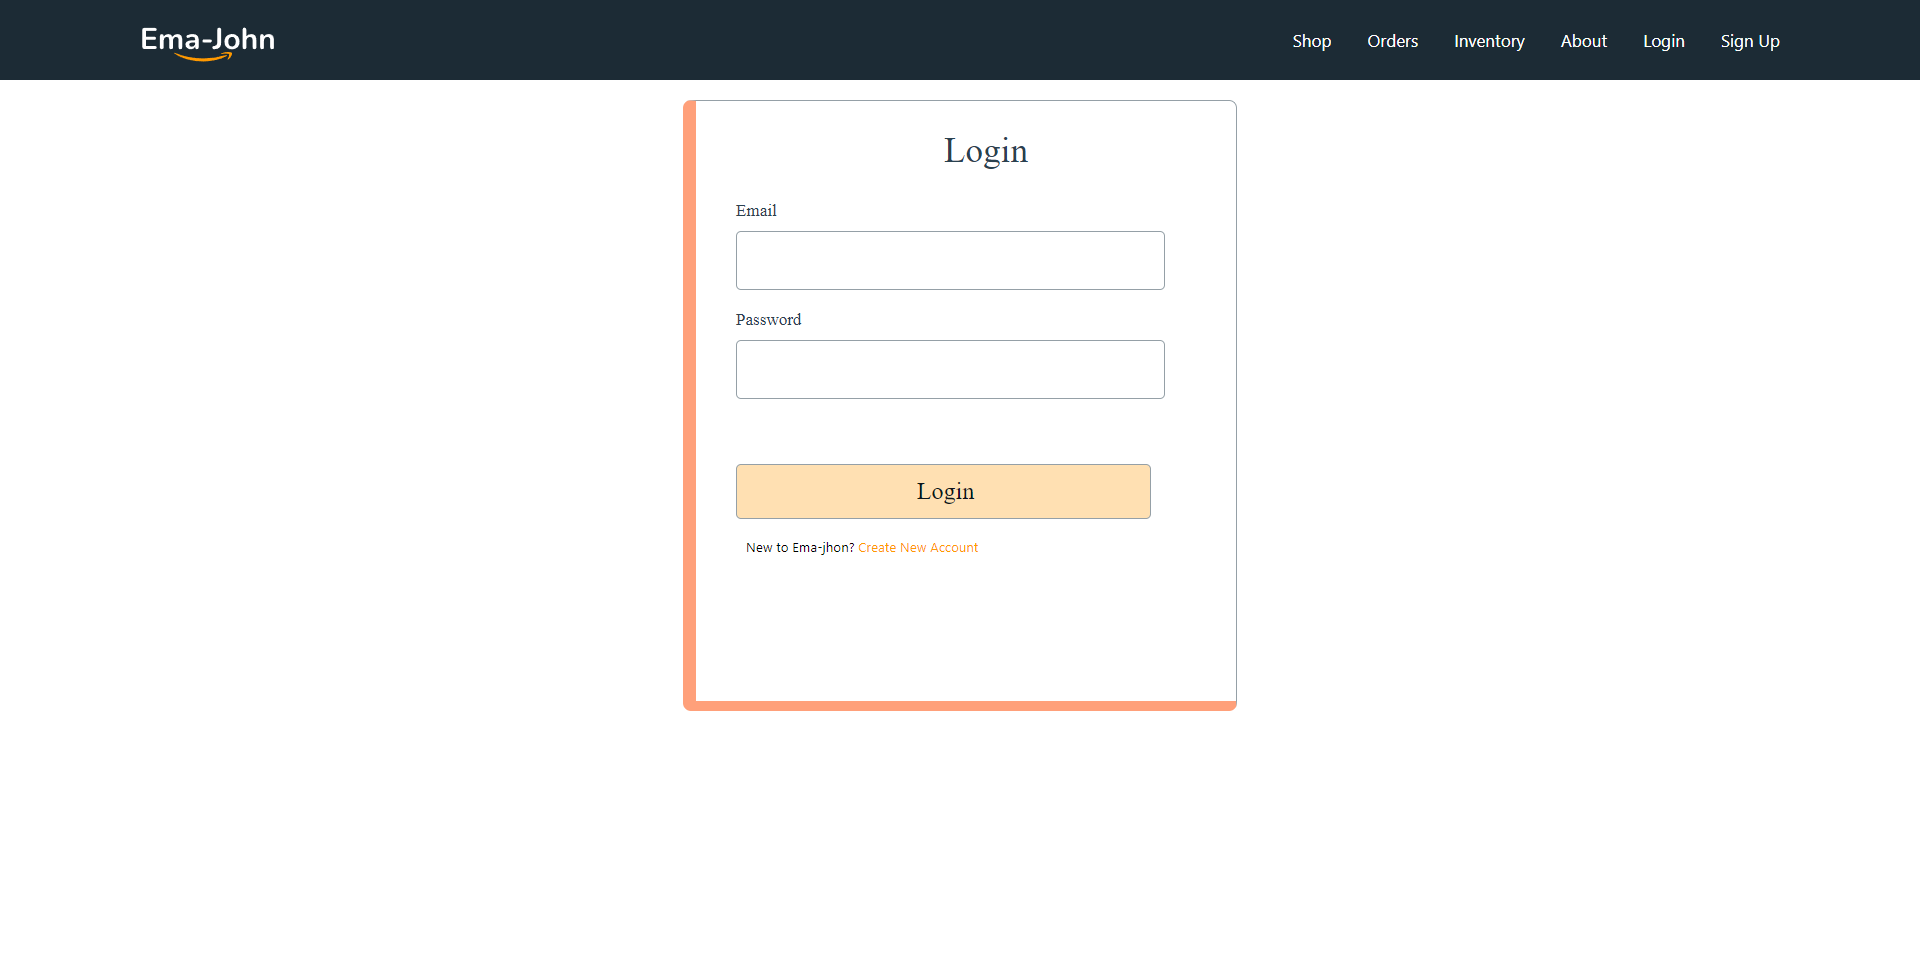 Ema-John
Shop Orders Inventory About Login Sign Up
Login
Email
Password
Login
New to Ema-jhon? Create New Account